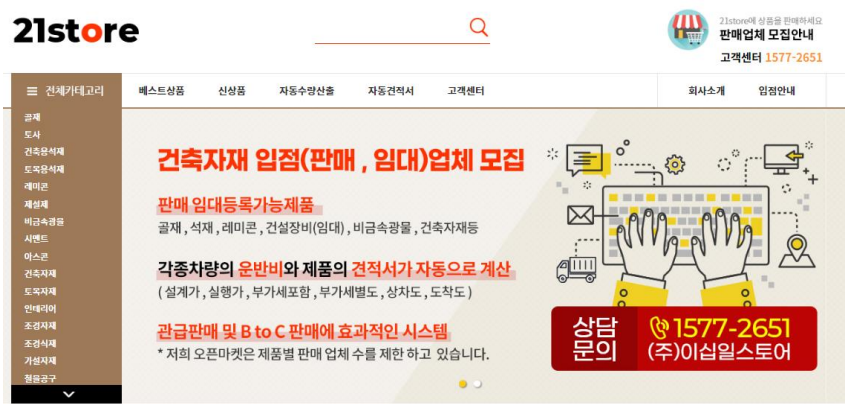 21store
21store에 상품을 판매하세요
판매업체 모집안내
고객센터 1577-2651
전체카테고리
베스트상품
신상품
자동수량산출
자동견적서
고객센터
회사소개
입점안내
골재
토사
건축용석재
토목용석재
레미콘
제설제
비금속광물
시멘트
아스콘
건축자재
토목자재
인테리어
조경자재
조경식재
가설자재
철물공구
건축자재 입점(판매 , 임대)업체 모집
판매 임대등록가능제품
골재 , 석재 , 레미콘 , 건설장비(임대) , 비금속광물 , 건축자재등
각종차량의 운반비와 제품의 견적서가 자동으로 계산
( 설계가 , 실행가 , 부가세포함 , 부가세별도 , 상차도 , 도착도 )
관급판매 및 B to C 판매에 효과적인 시스템
* 저희 오픈마켓은 제품별 판매 업체 수를 제한 하고 있습니다.
상담
문의
1577-2651
(주)이십일스토어